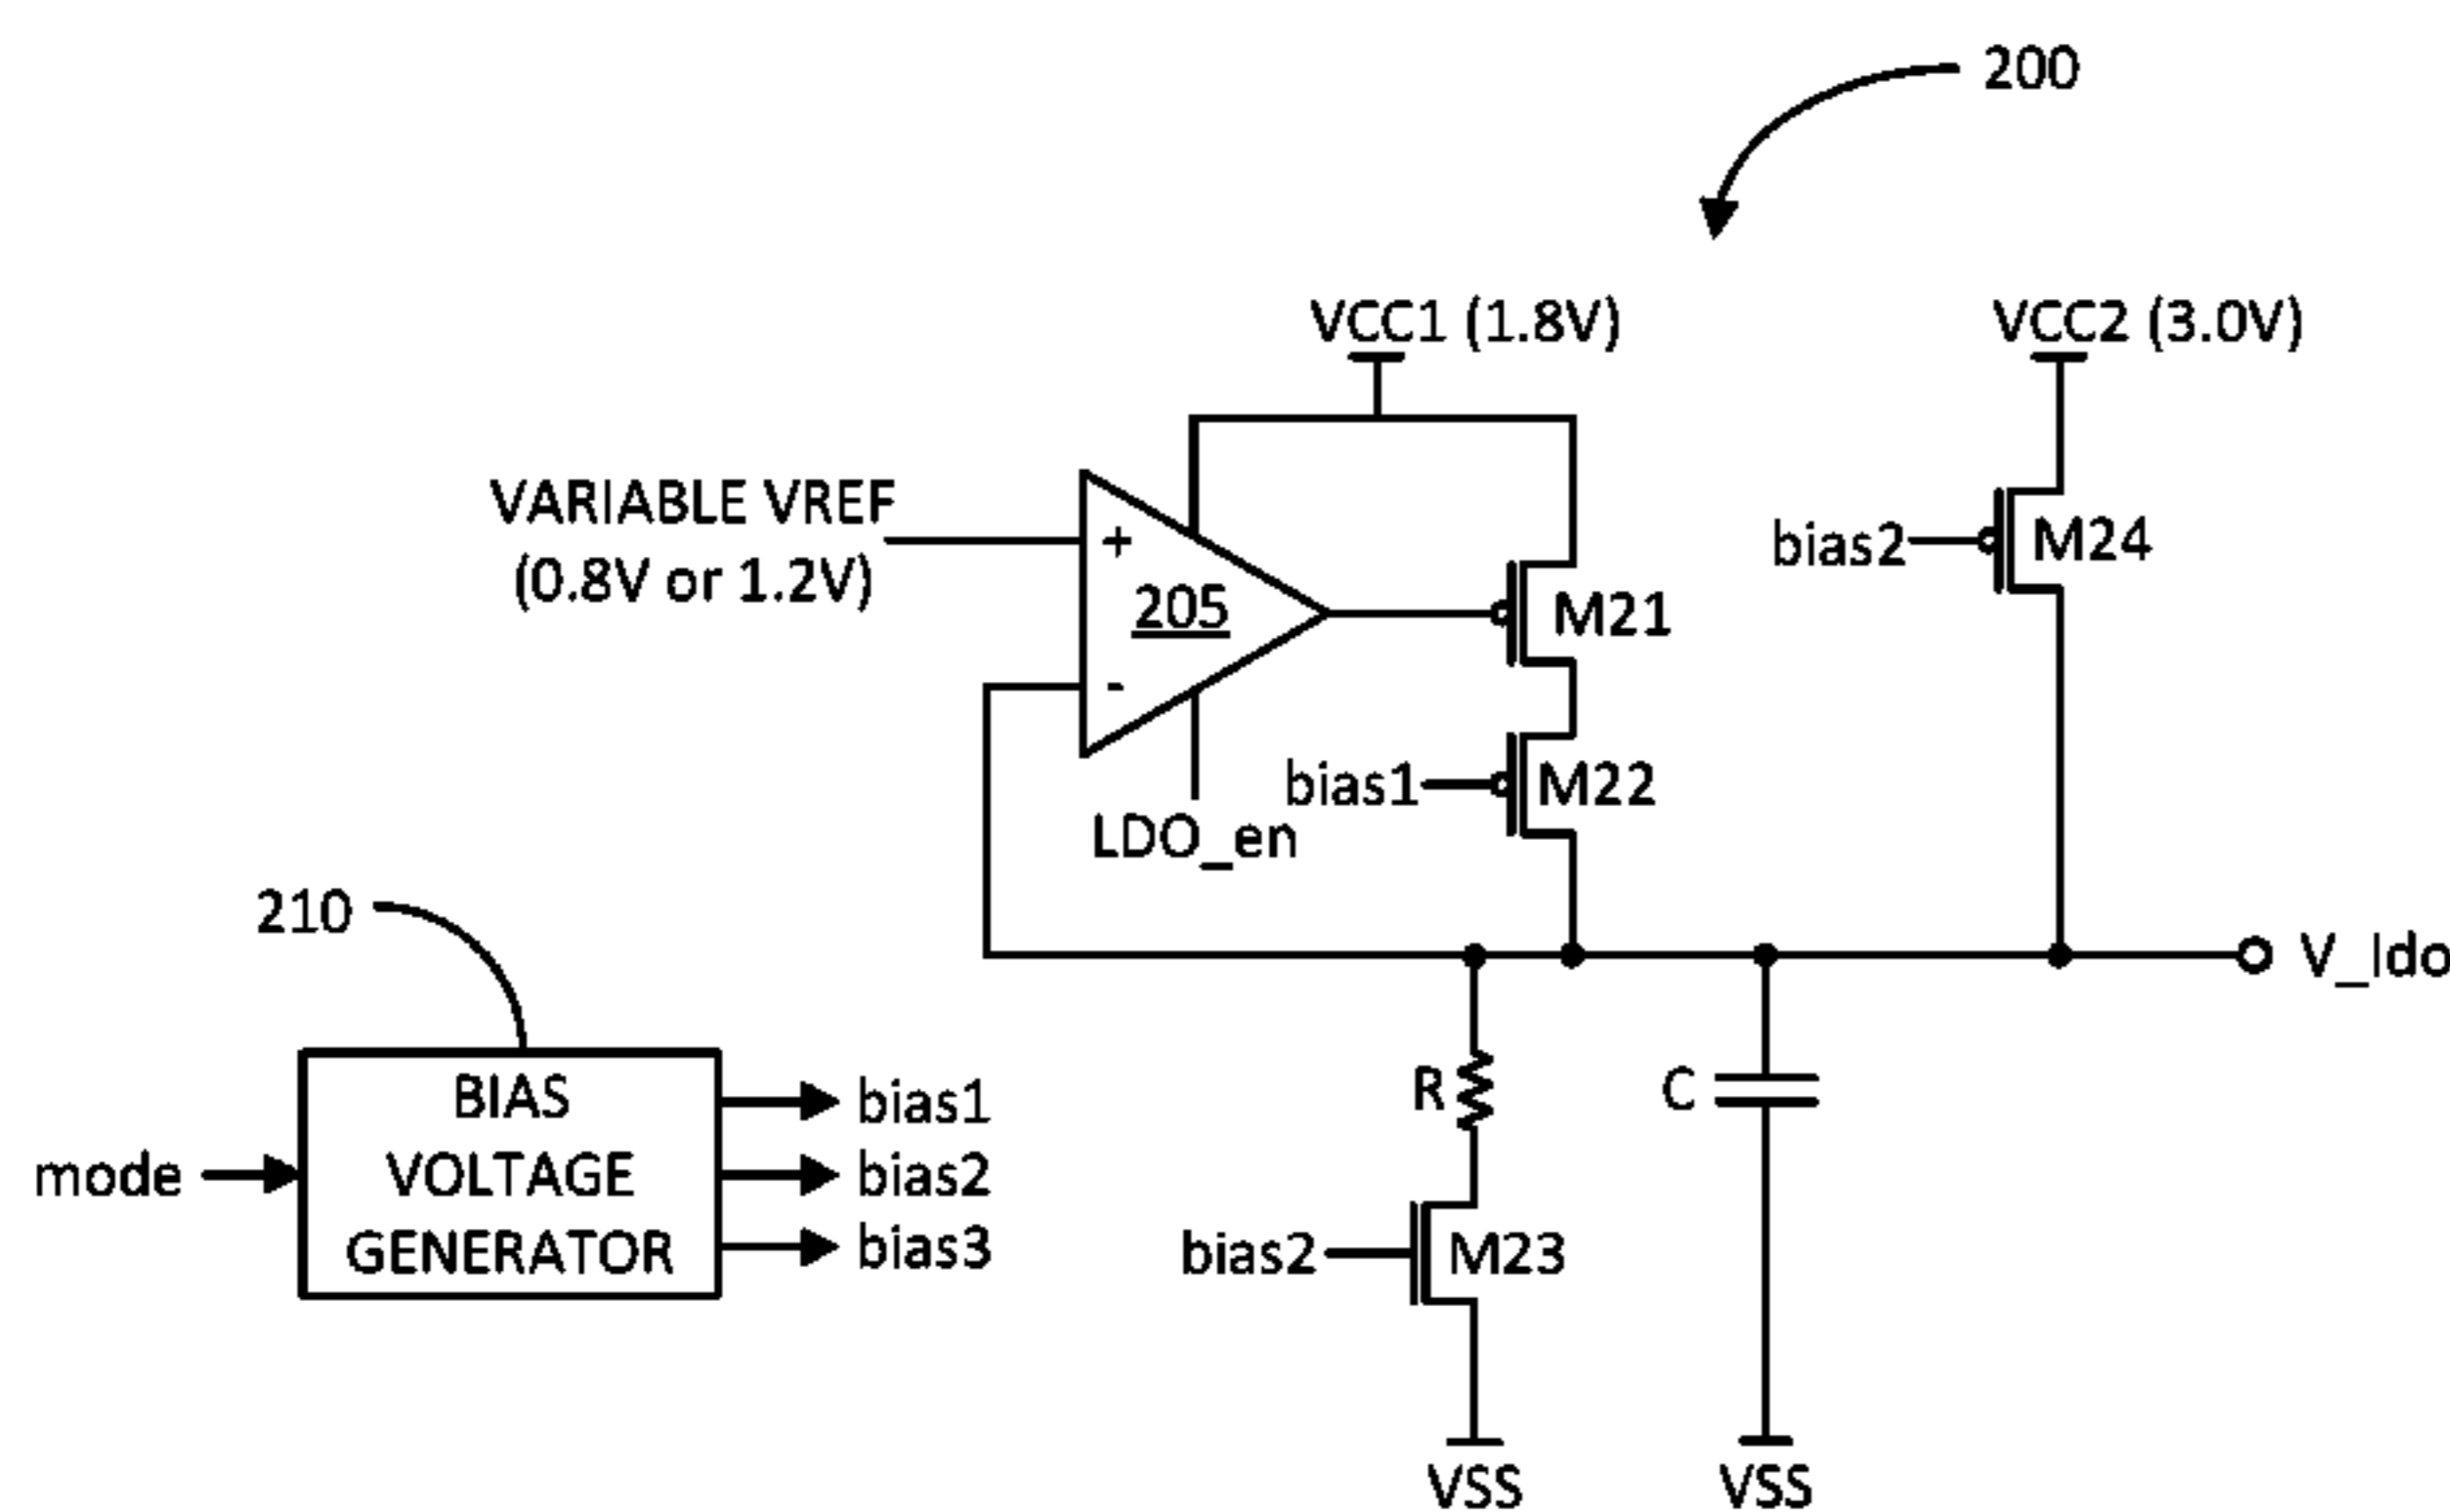 200
VCC1 (1.8V)
VCC2 (3.0V)
VARIABLE VREF
(0.8V or 1.2V)
+
205
-
M21
bias2
M24
bias1
M22
LDO_en
210
V_ldo
BIAS
VOLTAGE
GENERATOR
mode
bias1
bias2
bias3
R
C
bias2
M23
VSS
VSS